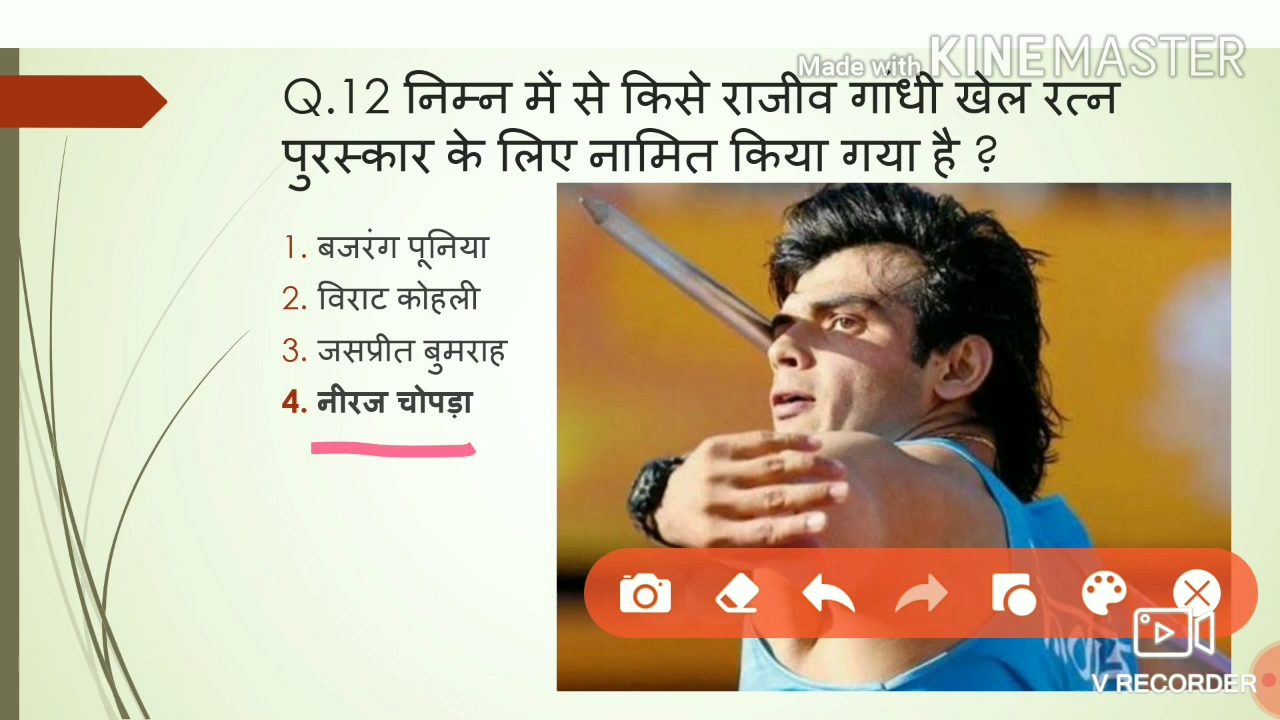 Made with KINEMASTER
Q.12 निम्न में से किसे राजीव गांधी खेल रत्न
पुरस्कार के लिए नामित किया गया है ?
1. बजरंग पूनिया
2. विराट कोहली
3. जसप्रीत बुमराह
4. नीरज चोपड़ा
V RECORDER